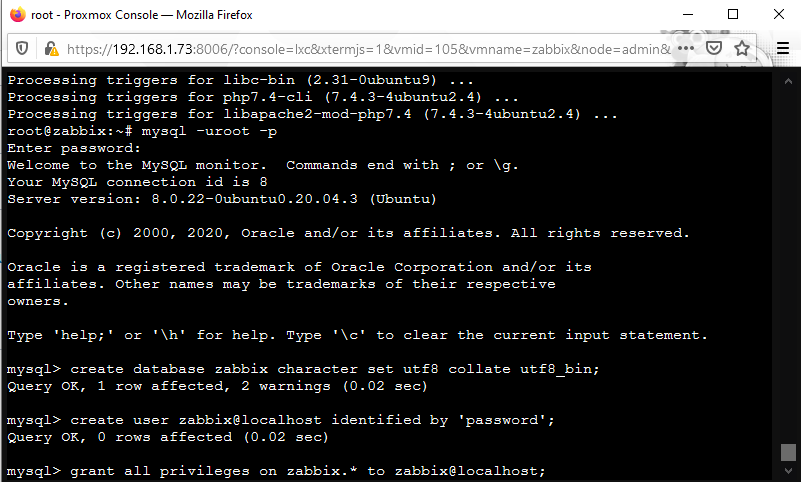 root - Proxmox Console — Mozilla Firefox
https://192.168.1.73:8006/?console=lxc&xtermjs=1&vmid=105&vmname=zabbix&node=admin&
Processing triggers for libc-bin (2.31-0ubuntu9) ...
Processing triggers for php7.4-cli (7.4.3-4ubuntu2.4) ...
Processing triggers for libapache2-mod-php7.4 (7.4.3-4ubuntu2.4) ...
root@zabbix:~# mysql -uroot -p
Enter password:
Welcome to the MySQL monitor.  Commands end with ; or \g.
Your MySQL connection id is 8
Server version: 8.0.22-0ubuntu0.20.04.3 (Ubuntu)
Copyright (c) 2000, 2020, Oracle and/or its affiliates. All rights reserved.
Oracle is a registered trademark of Oracle Corporation and/or its
affiliates. Other names may be trademarks of their respective
owners.
Type 'help;' or '\h' for help. Type '\c' to clear the current input statement.
mysql> create database zabbix character set utf8 collate utf8_bin;
Query OK, 1 row affected, 2 warnings (0.02 sec)
mysql> create user zabbix@localhost identified by 'password';
Query OK, 0 rows affected (0.02 sec)
mysql> grant all privileges on zabbix.* to zabbix@localhost;